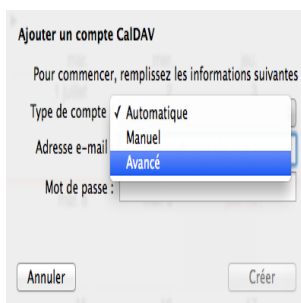 Ajouter un compte CalDAV
Pour commencer, remplissez les informations suivantes
Type de compte ✓ Automatique
Manuel
Adresse e-mail
Avancé
Mot de passe :
Annuler
Créer